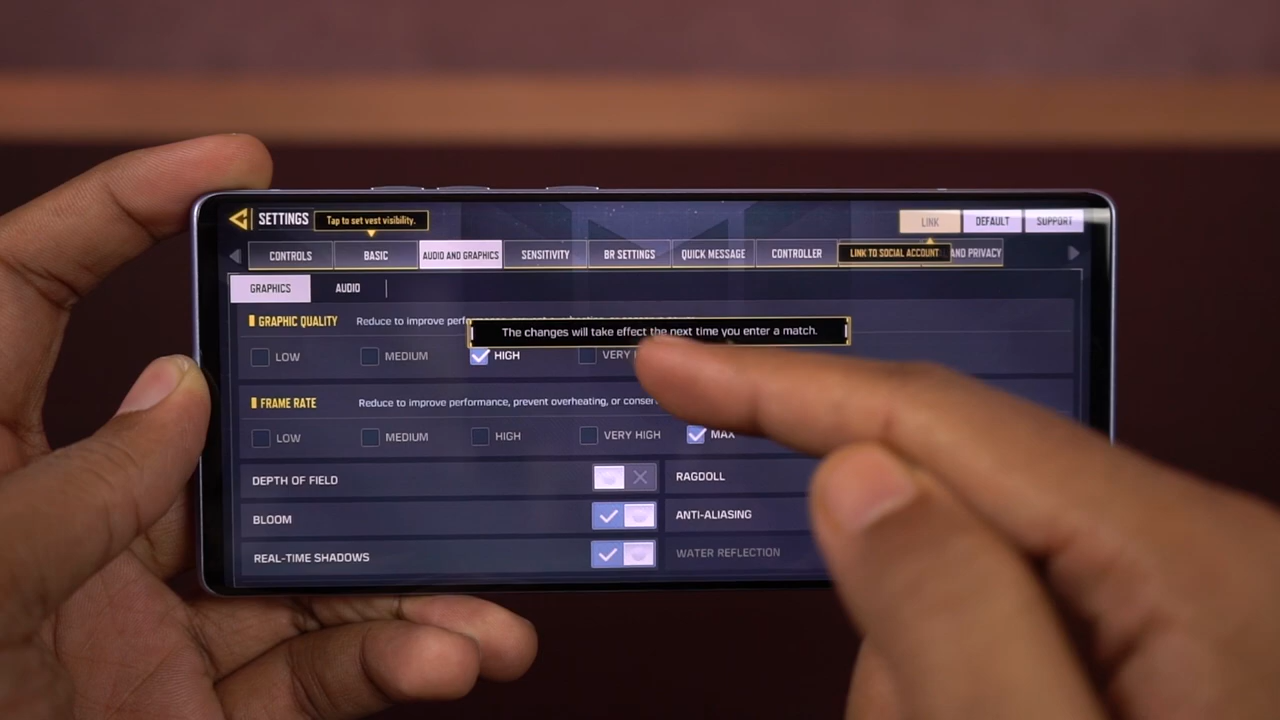 SETTINGS
Tap to set vest visibility.
LINK
DEFAULT
SUPPORT
CONTROLS
BASIC
AUDIO AND GRAPHICS
SENSITIVITY
BR SETTINGS
QUICK MESSAGE
CONTROLLER
LINK TO SOCIAL ACCOUNT
AND PRIVACY
GRAPHICS
AUDIO
GRAPHIC QUALITY
Reduce to improve
The changes will take effect the next time you enter a match.
LOW
MEDIUM
HIGH
VERY
FRAME RATE
Reduce to improve performance, prevent overheating, or
LOW
MEDIUM
HIGH
VERY HIGH
MAX
DEPTH OF FIELD
RAGDOLL
BLOOM
ANTI-ALIASING
REAL-TIME SHADOWS
WATER REFLECTION